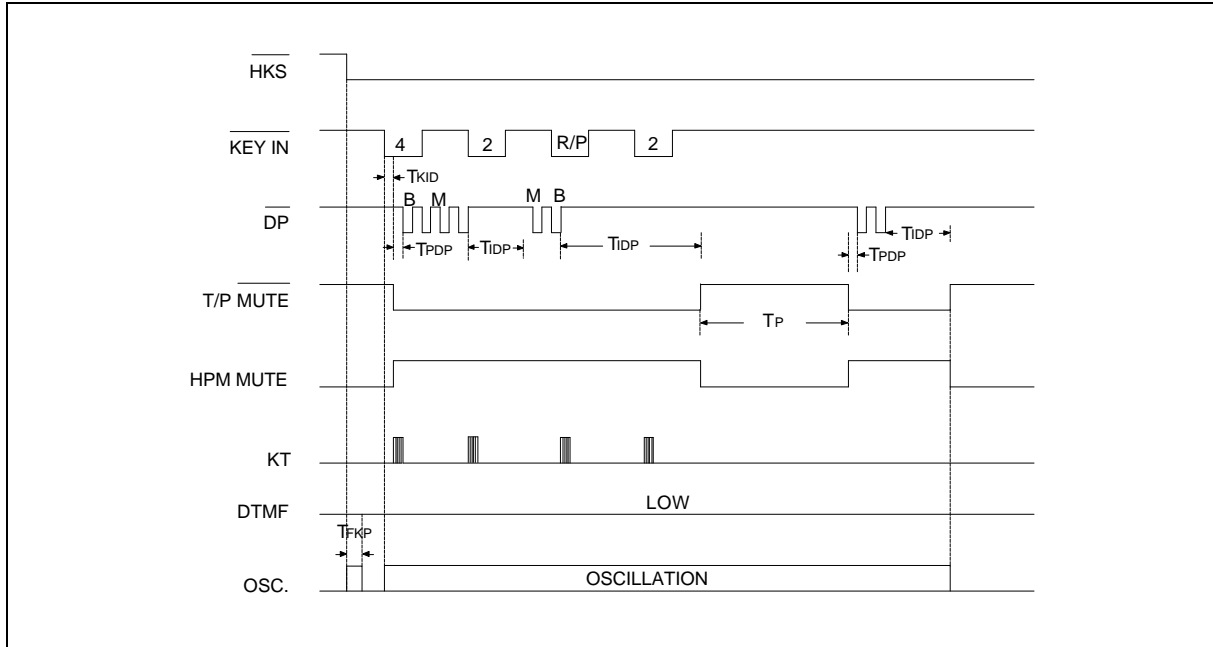 HKS
KEY IN 4 2 R/P 2
TKID
B M M B
DP
TPDP TIDP TIDP TPDP TIDP
T/P MUTE
TP
HPM MUTE
KT
DTMF LOW
TFKP
OSC. OSCILLATION